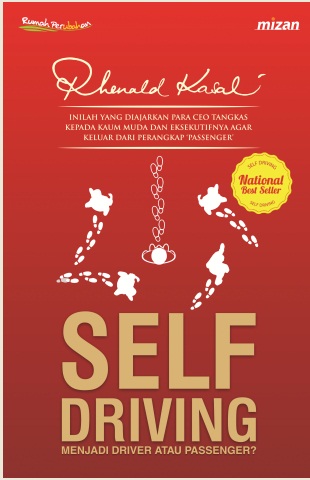 Rumah Perubahan
mizan
Rhenald Kasali
INILAH YANG DIAJARKAN PARA CEO TANGKAS
KEPADA KAUM MUDA DAN EKSEKUTIFNYA AGAR
KELUAR DARI PERANGKAP 'PASSENGER'
SELF DRIVING
National
Best Seller
SELF DRIVING
SELF
DRIVING
MENJADI DRIVER ATAU PASSENGER?